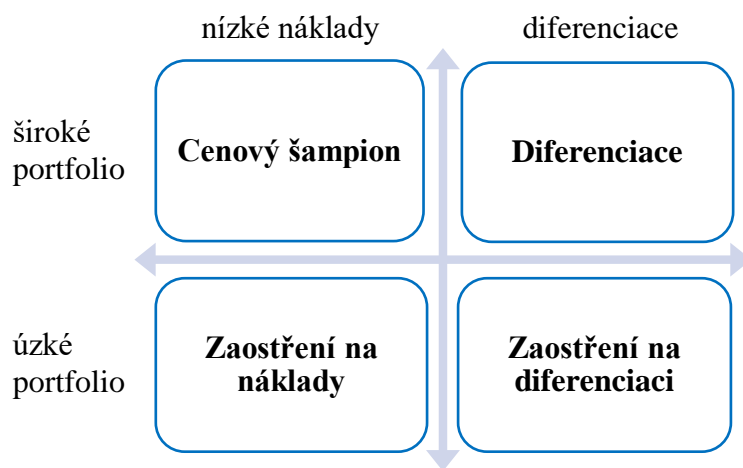 nízké náklady
diferenciace
široké
portfolio
Cenový šampion
Diferenciace
úzké
portfolio
Zaostření na
náklady
Zaostření na
diferenciaci